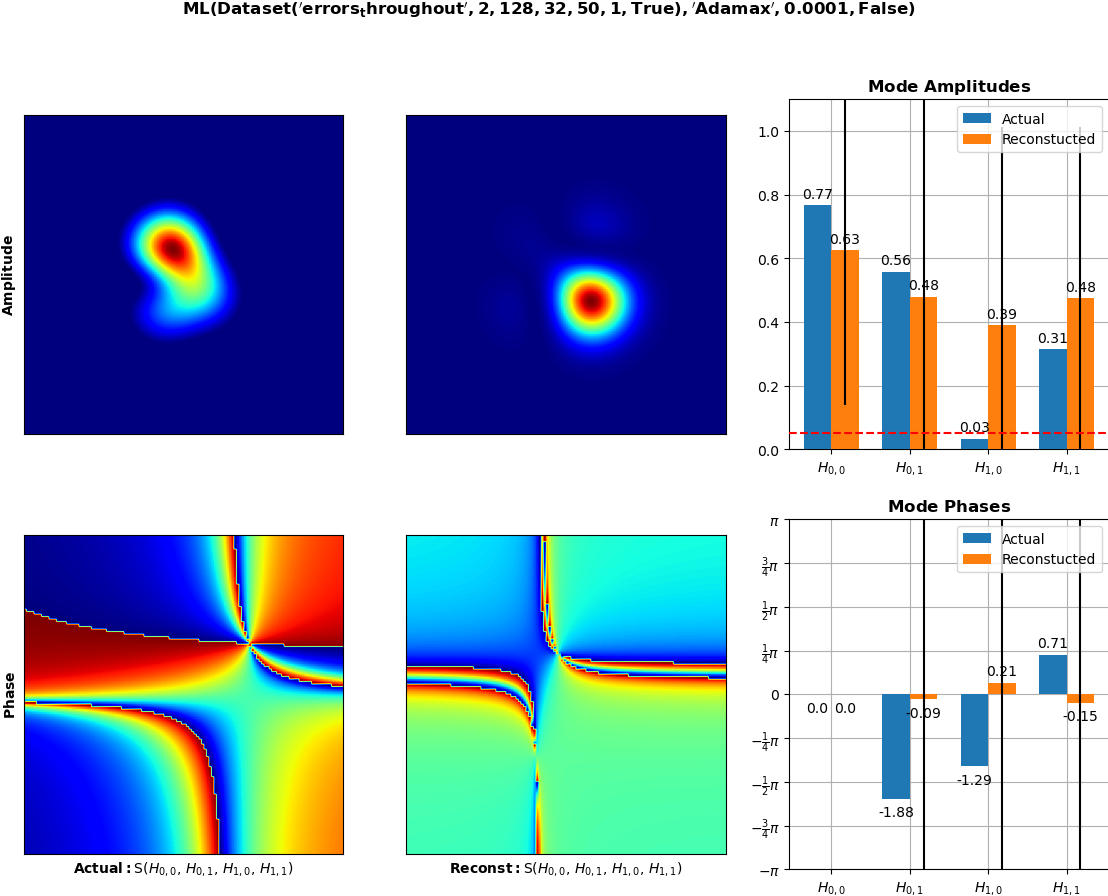 ML(Dataset('errors_throughout', 2, 128, 32, 50, 1, True), 'Adamax', 0.0001, False)
Amplitude
Mode Amplitudes
Actual
Reconstucted
1.0
0.8
0.6
0.4
0.2
0.0
0.77
0.63
0.56
0.48
0.03
0.39
0.31
0.48
H0,0
H0,1
H1,0
H1,1
Phase
Actual: S(H0,0, H0,1, H1,0, H1,1)
Reconst: S(H0,0, H0,1, H1,0, H1,1)
Mode Phases
Actual
Reconstucted
π
3/4π
1/2π
1/4π
0
−1/4π
−1/2π
−3/4π
−π
0.0
0.0
-1.88
-0.09
-1.29
0.21
0.71
-0.15
H0,0
H0,1
H1,0
H1,1